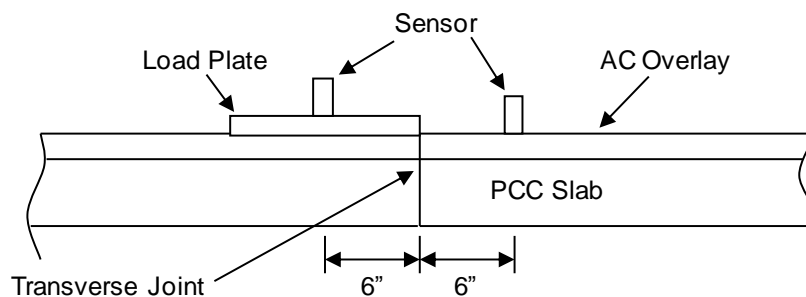 Sensor
Load Plate
AC Overlay
PCC Slab
Transverse Joint
6”
6”